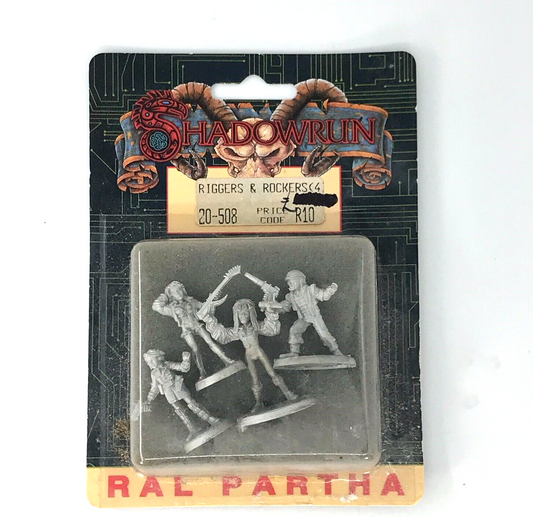 SHADOWRUN
RIGGERS & ROCKERS(4
20-508 PRICE CODE R10
RAL PARTHA